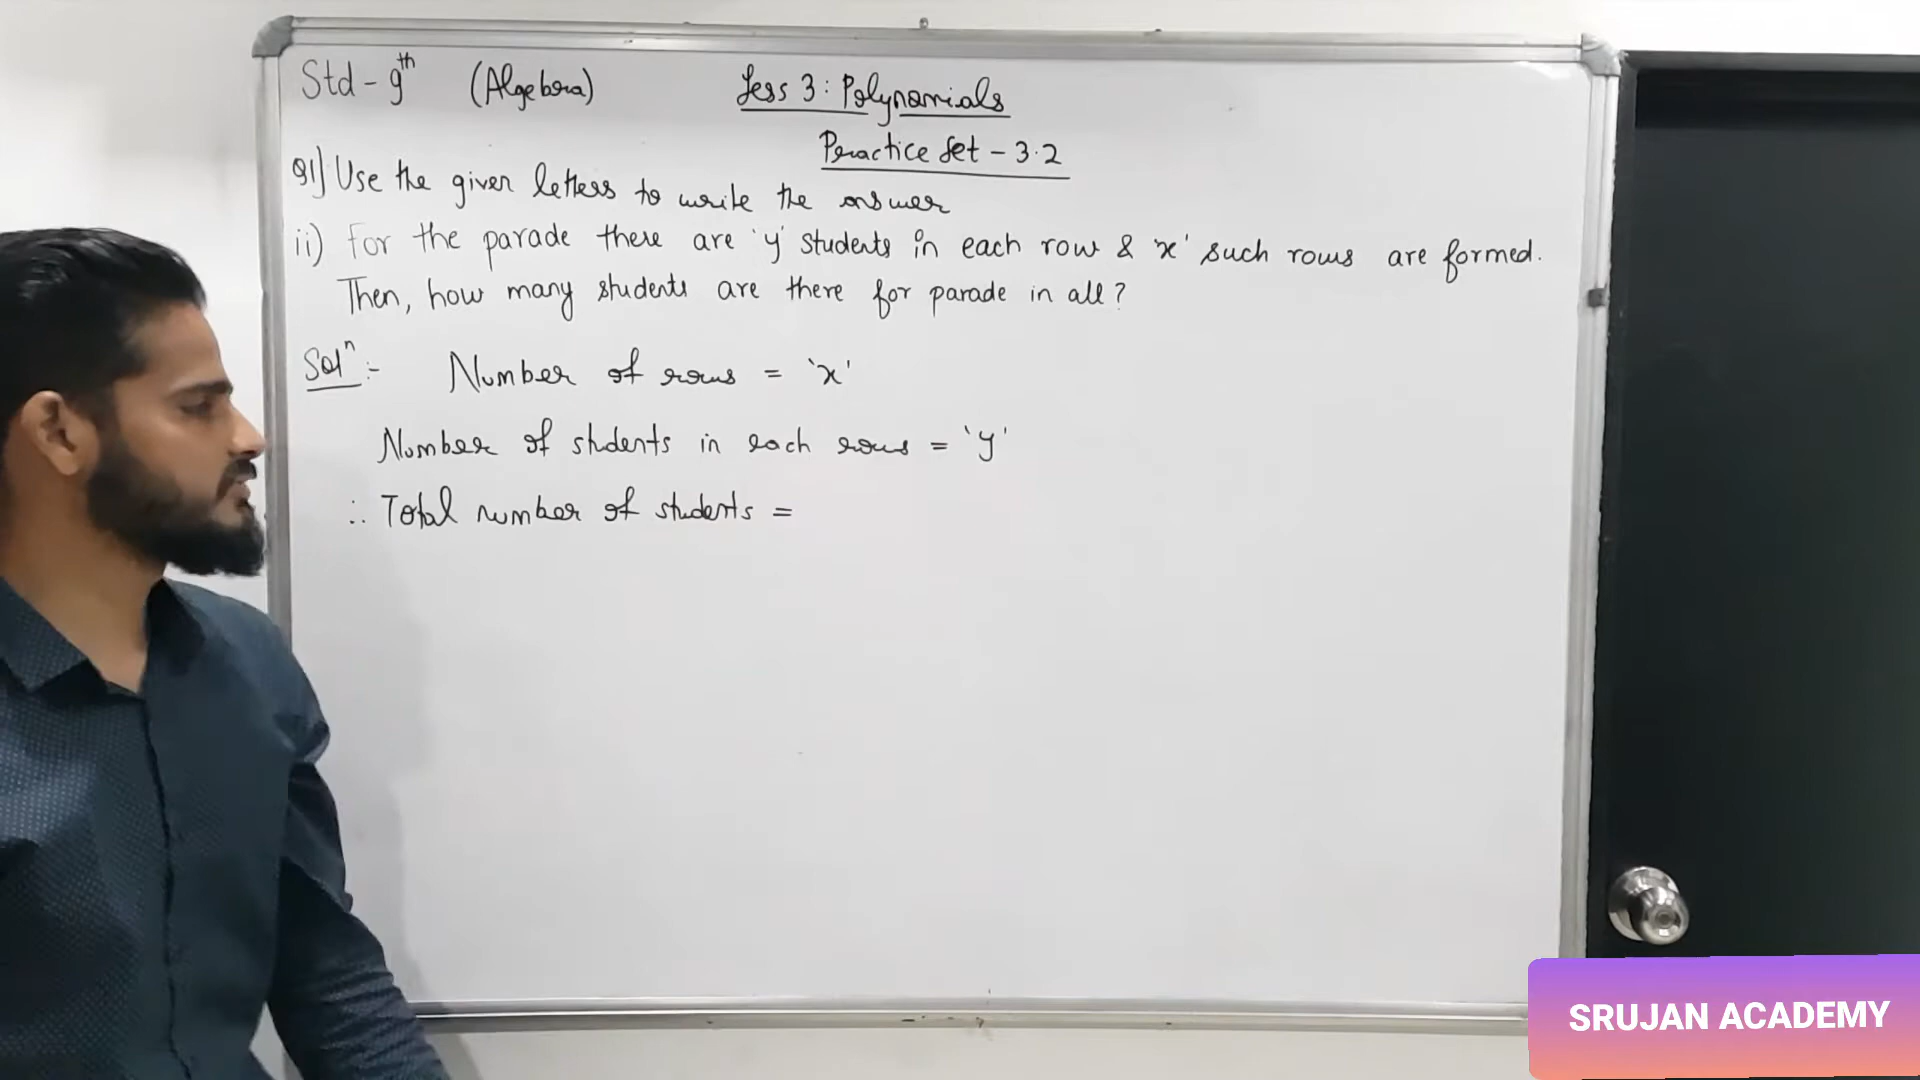 Std - 9th (Algebra) Less 3 : Polynomials
Practice Set - 3.2
Q1) Use the given letters to write the answer
ii) For the parade there are 'y' students in each row & 'x' such rows are formed.
Then, how many students are there for parade in all ?
Solⁿ :- Number of rows = 'x'
Number of students in each rows = 'y'
∴ Total number of students =
SRUJAN ACADEMY